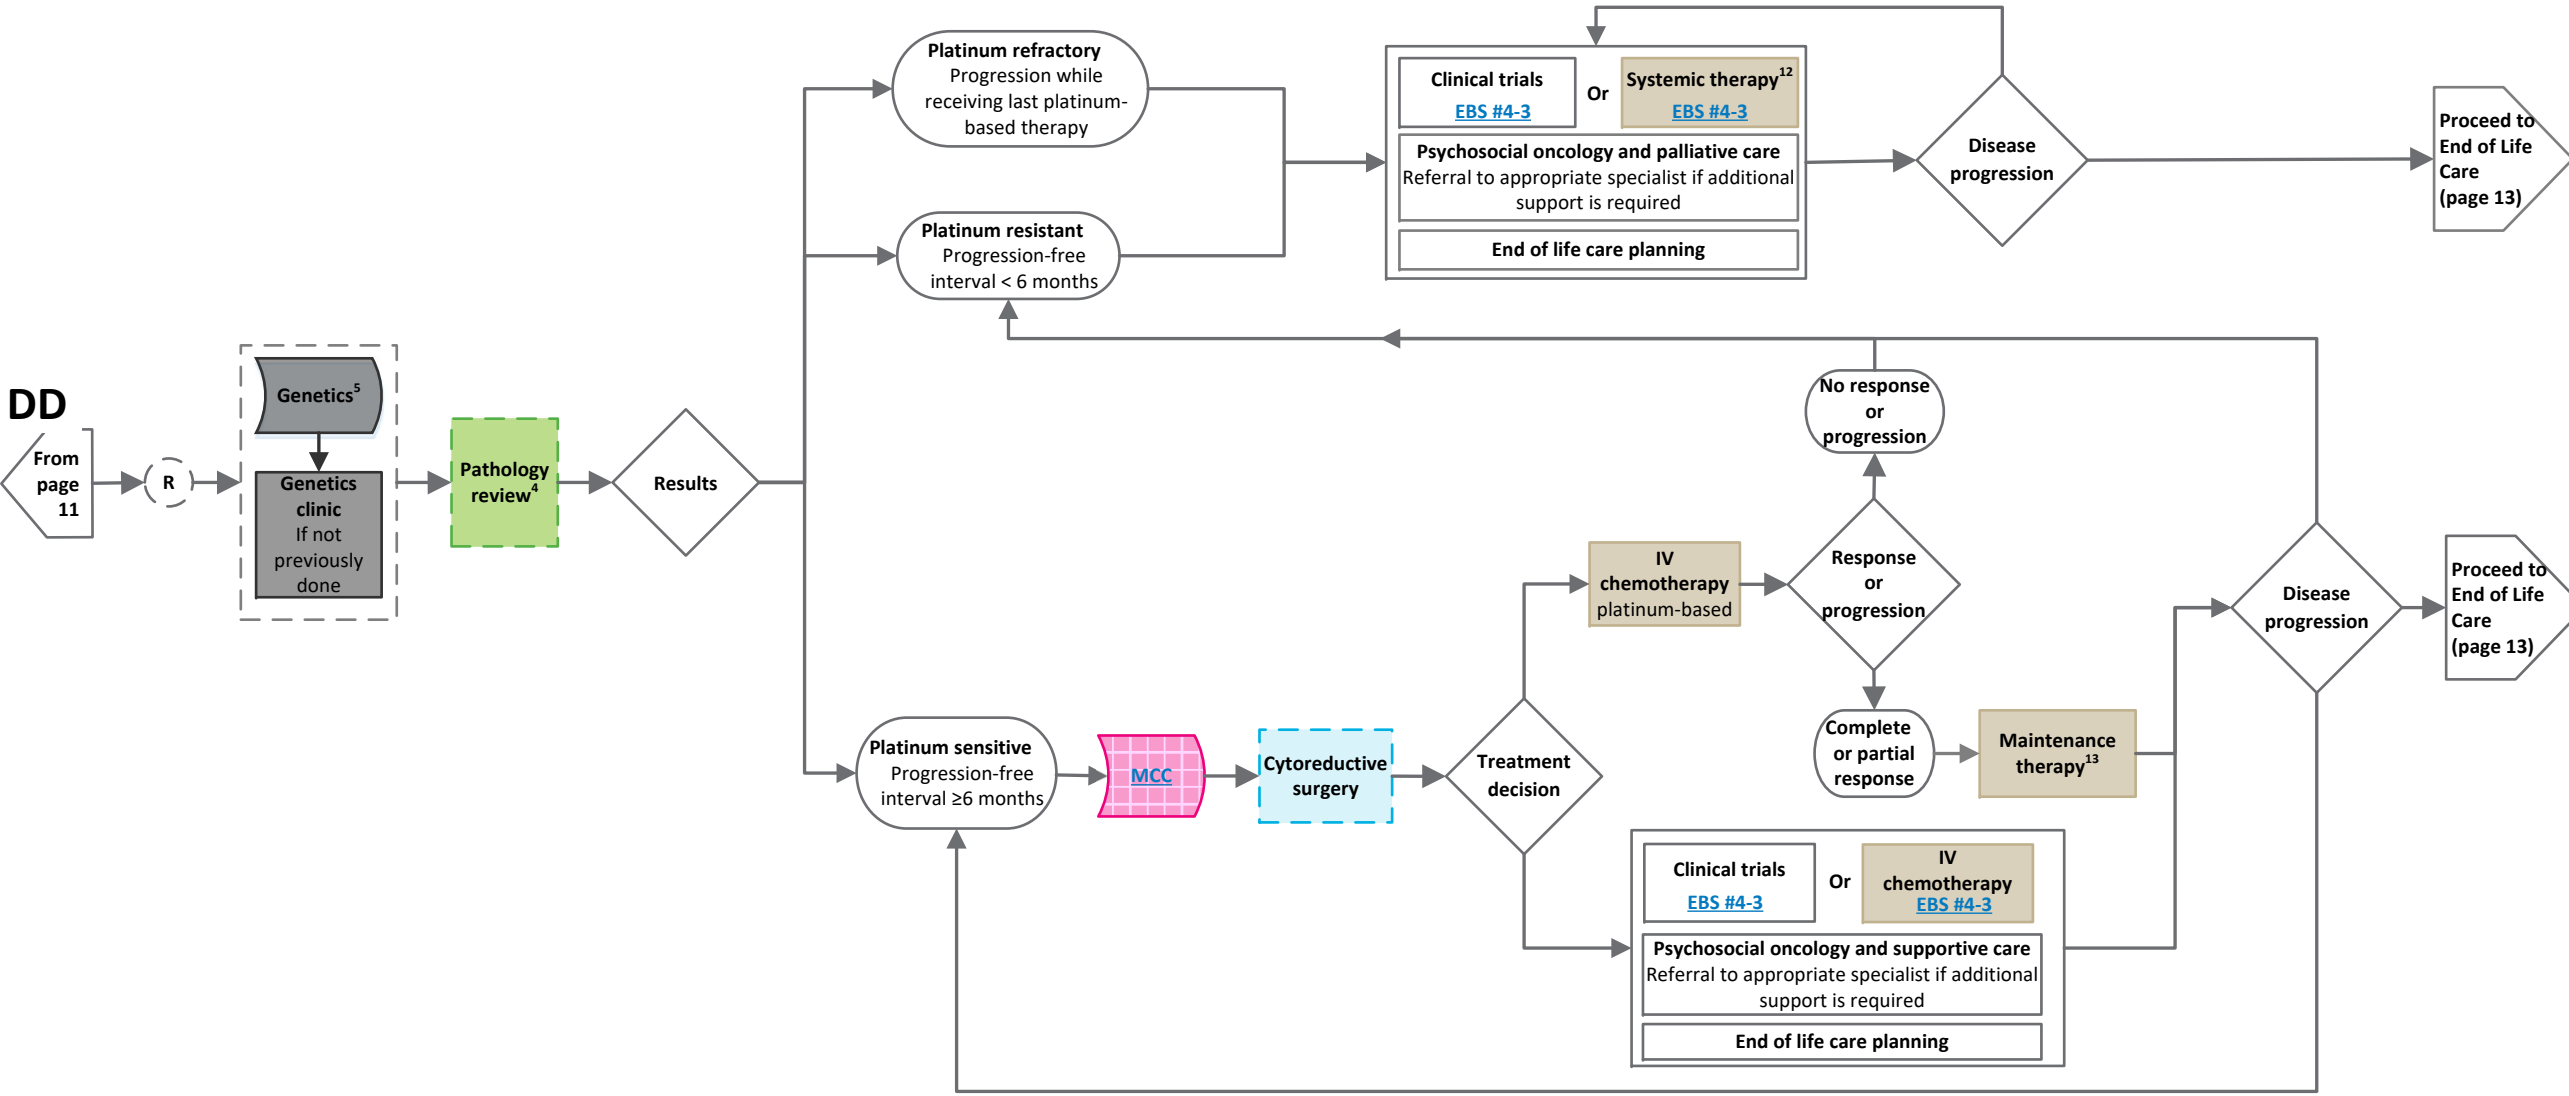 DD
From
page
11
R
Genetics5
Genetics
clinic
If not
previously
done
Pathology
review4
Results
Platinum refractory
Progression while
receiving last platinum-
based therapy
Platinum resistant
Progression-free
interval < 6 months
Clinical trials
EBS #4-3
Or
Systemic therapy12
EBS #4-3
Psychosocial oncology and palliative care
Referral to appropriate specialist if additional
support is required
End of life care planning
Disease
progression
Proceed to
End of Life
Care
(page 13)
Platinum sensitive
Progression-free
interval ≥6 months
MCC
Cytoreductive
surgery
Treatment
decision
IV
chemotherapy
platinum-based
Response
or
progression
No response
or
progression
Complete
or partial
response
Maintenance
therapy13
Clinical trials
EBS #4-3
Or
IV
chemotherapy
EBS #4-3
Psychosocial oncology and supportive care
Referral to appropriate specialist if additional
support is required
End of life care planning
Disease
progression
Proceed to
End of Life
Care
(page 13)